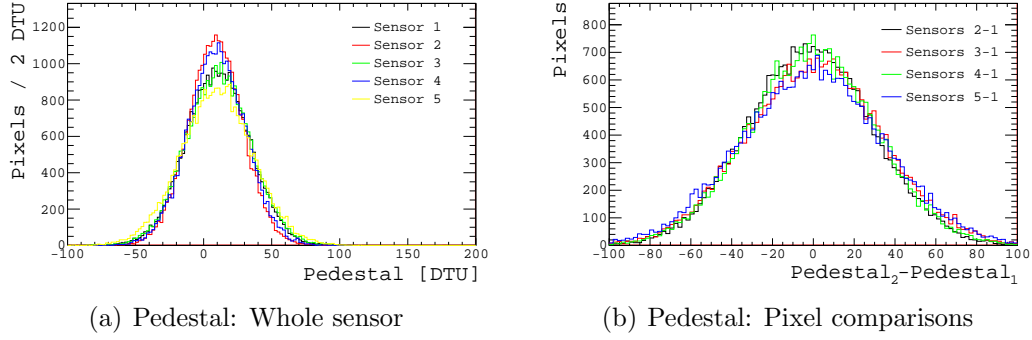 Pixels / 2 DTU
1200
1000
800
600
400
200
0
−100
−50
0
50
100
150
200
Pedestal [DTU]
Sensor 1
Sensor 2
Sensor 3
Sensor 4
Sensor 5
(a) Pedestal: Whole sensor
Pixels
800
700
600
500
400
300
200
100
0
−100
−80
−60
−40
−20
0
20
40
60
80
100
Pedestal₂−Pedestal₁
Sensors 2-1
Sensors 3-1
Sensors 4-1
Sensors 5-1
(b) Pedestal: Pixel comparisons